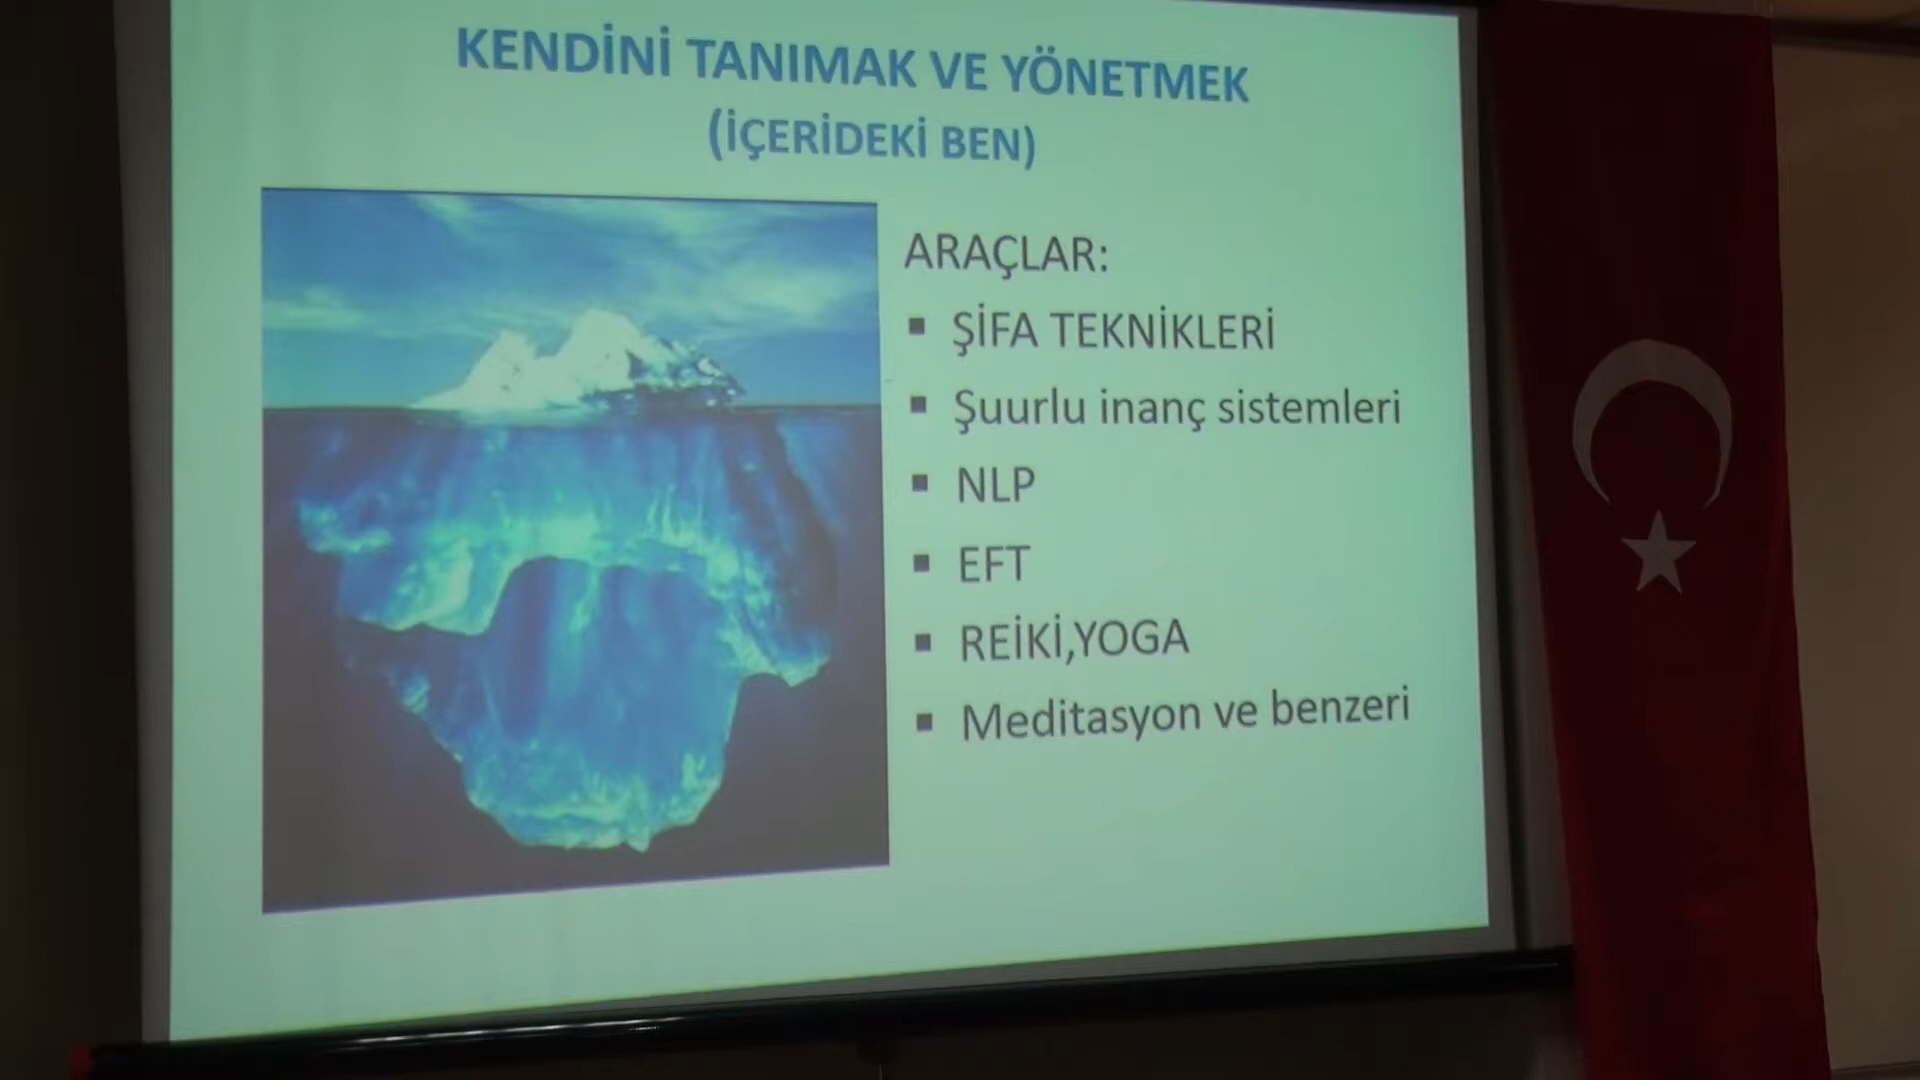 KENDİNİ TANIMAK VE YÖNETMEK
(İÇERİDEKİ BEN)
ARAÇLAR:
▪ ŞİFA TEKNİKLERİ
▪ Şuurlu inanç sistemleri
▪ NLP
▪ EFT
▪ REİKİ,YOGA
▪ Meditasyon ve benzeri